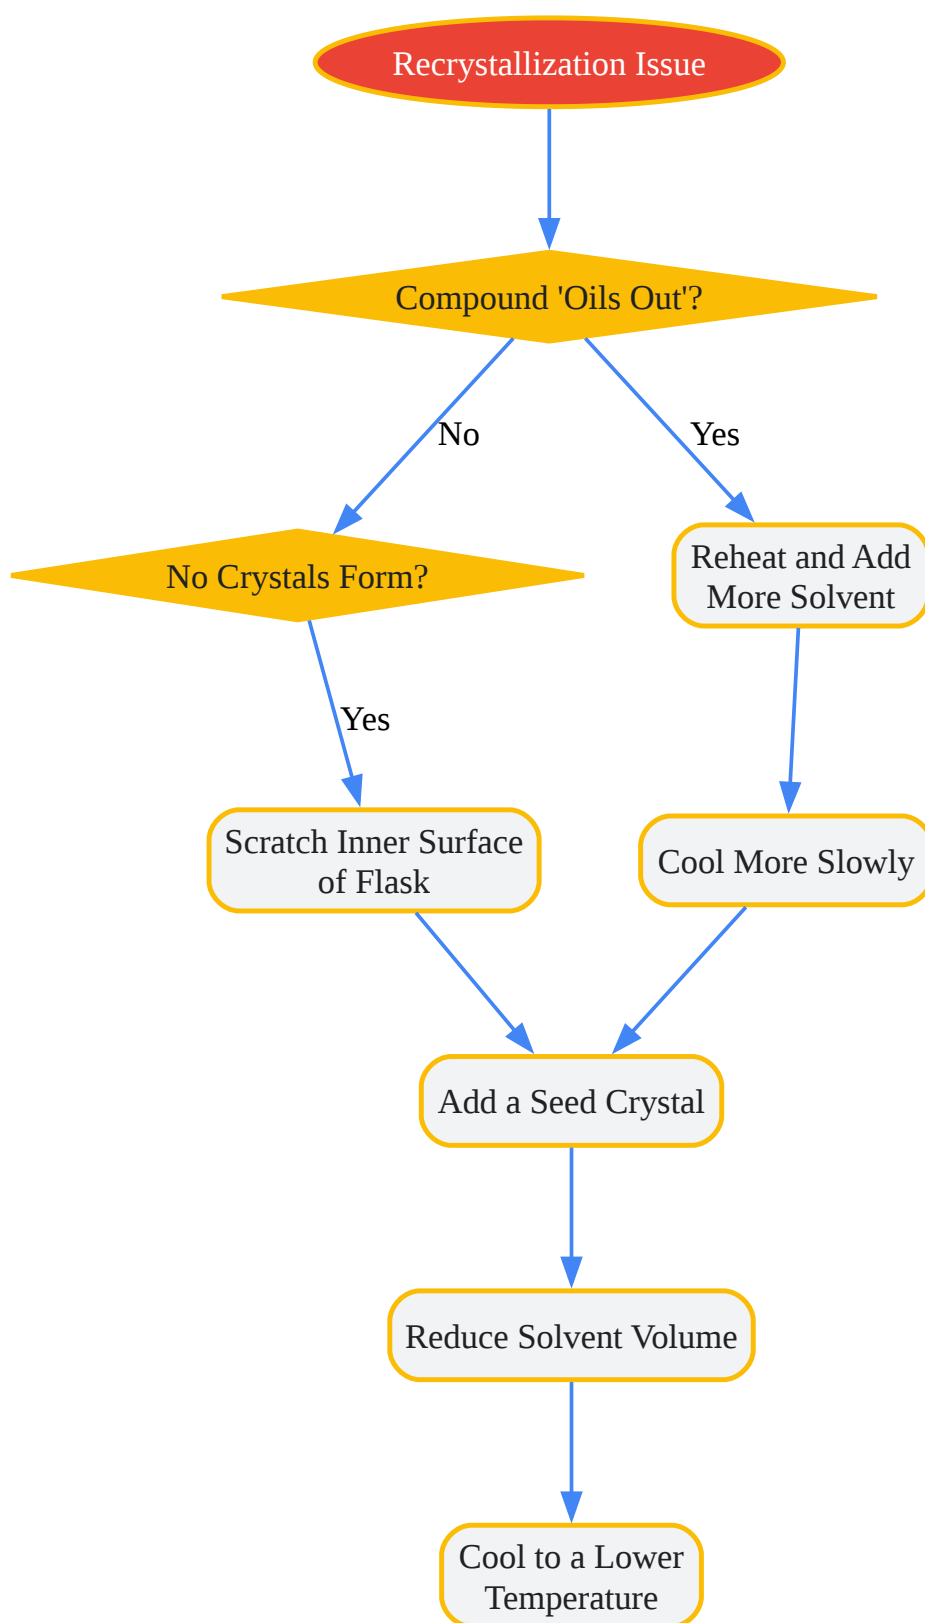 Recrystallization Issue
Compound 'Oils Out'?
No
Yes
No Crystals Form?
Reheat and Add
More Solvent
Yes
Scratch Inner Surface
of Flask
Cool More Slowly
Add a Seed Crystal
Reduce Solvent Volume
Cool to a Lower
Temperature